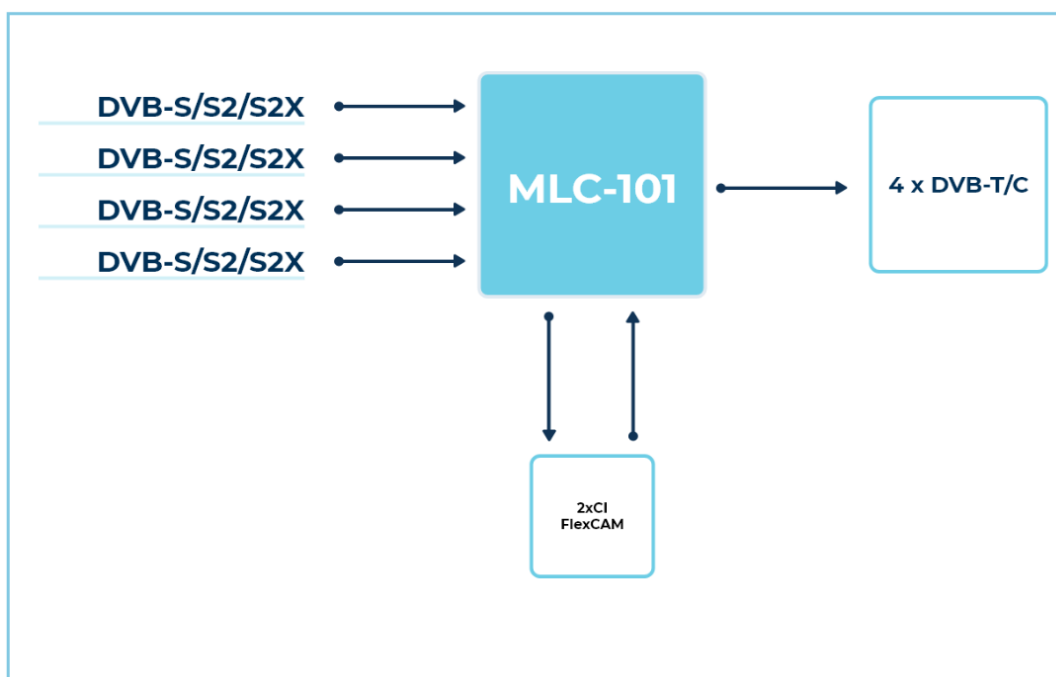 DVB-S/S2/S2X
DVB-S/S2/S2X
DVB-S/S2/S2X
DVB-S/S2/S2X
MLC-101
4 x DVB-T/C
2xCI
FlexCAM